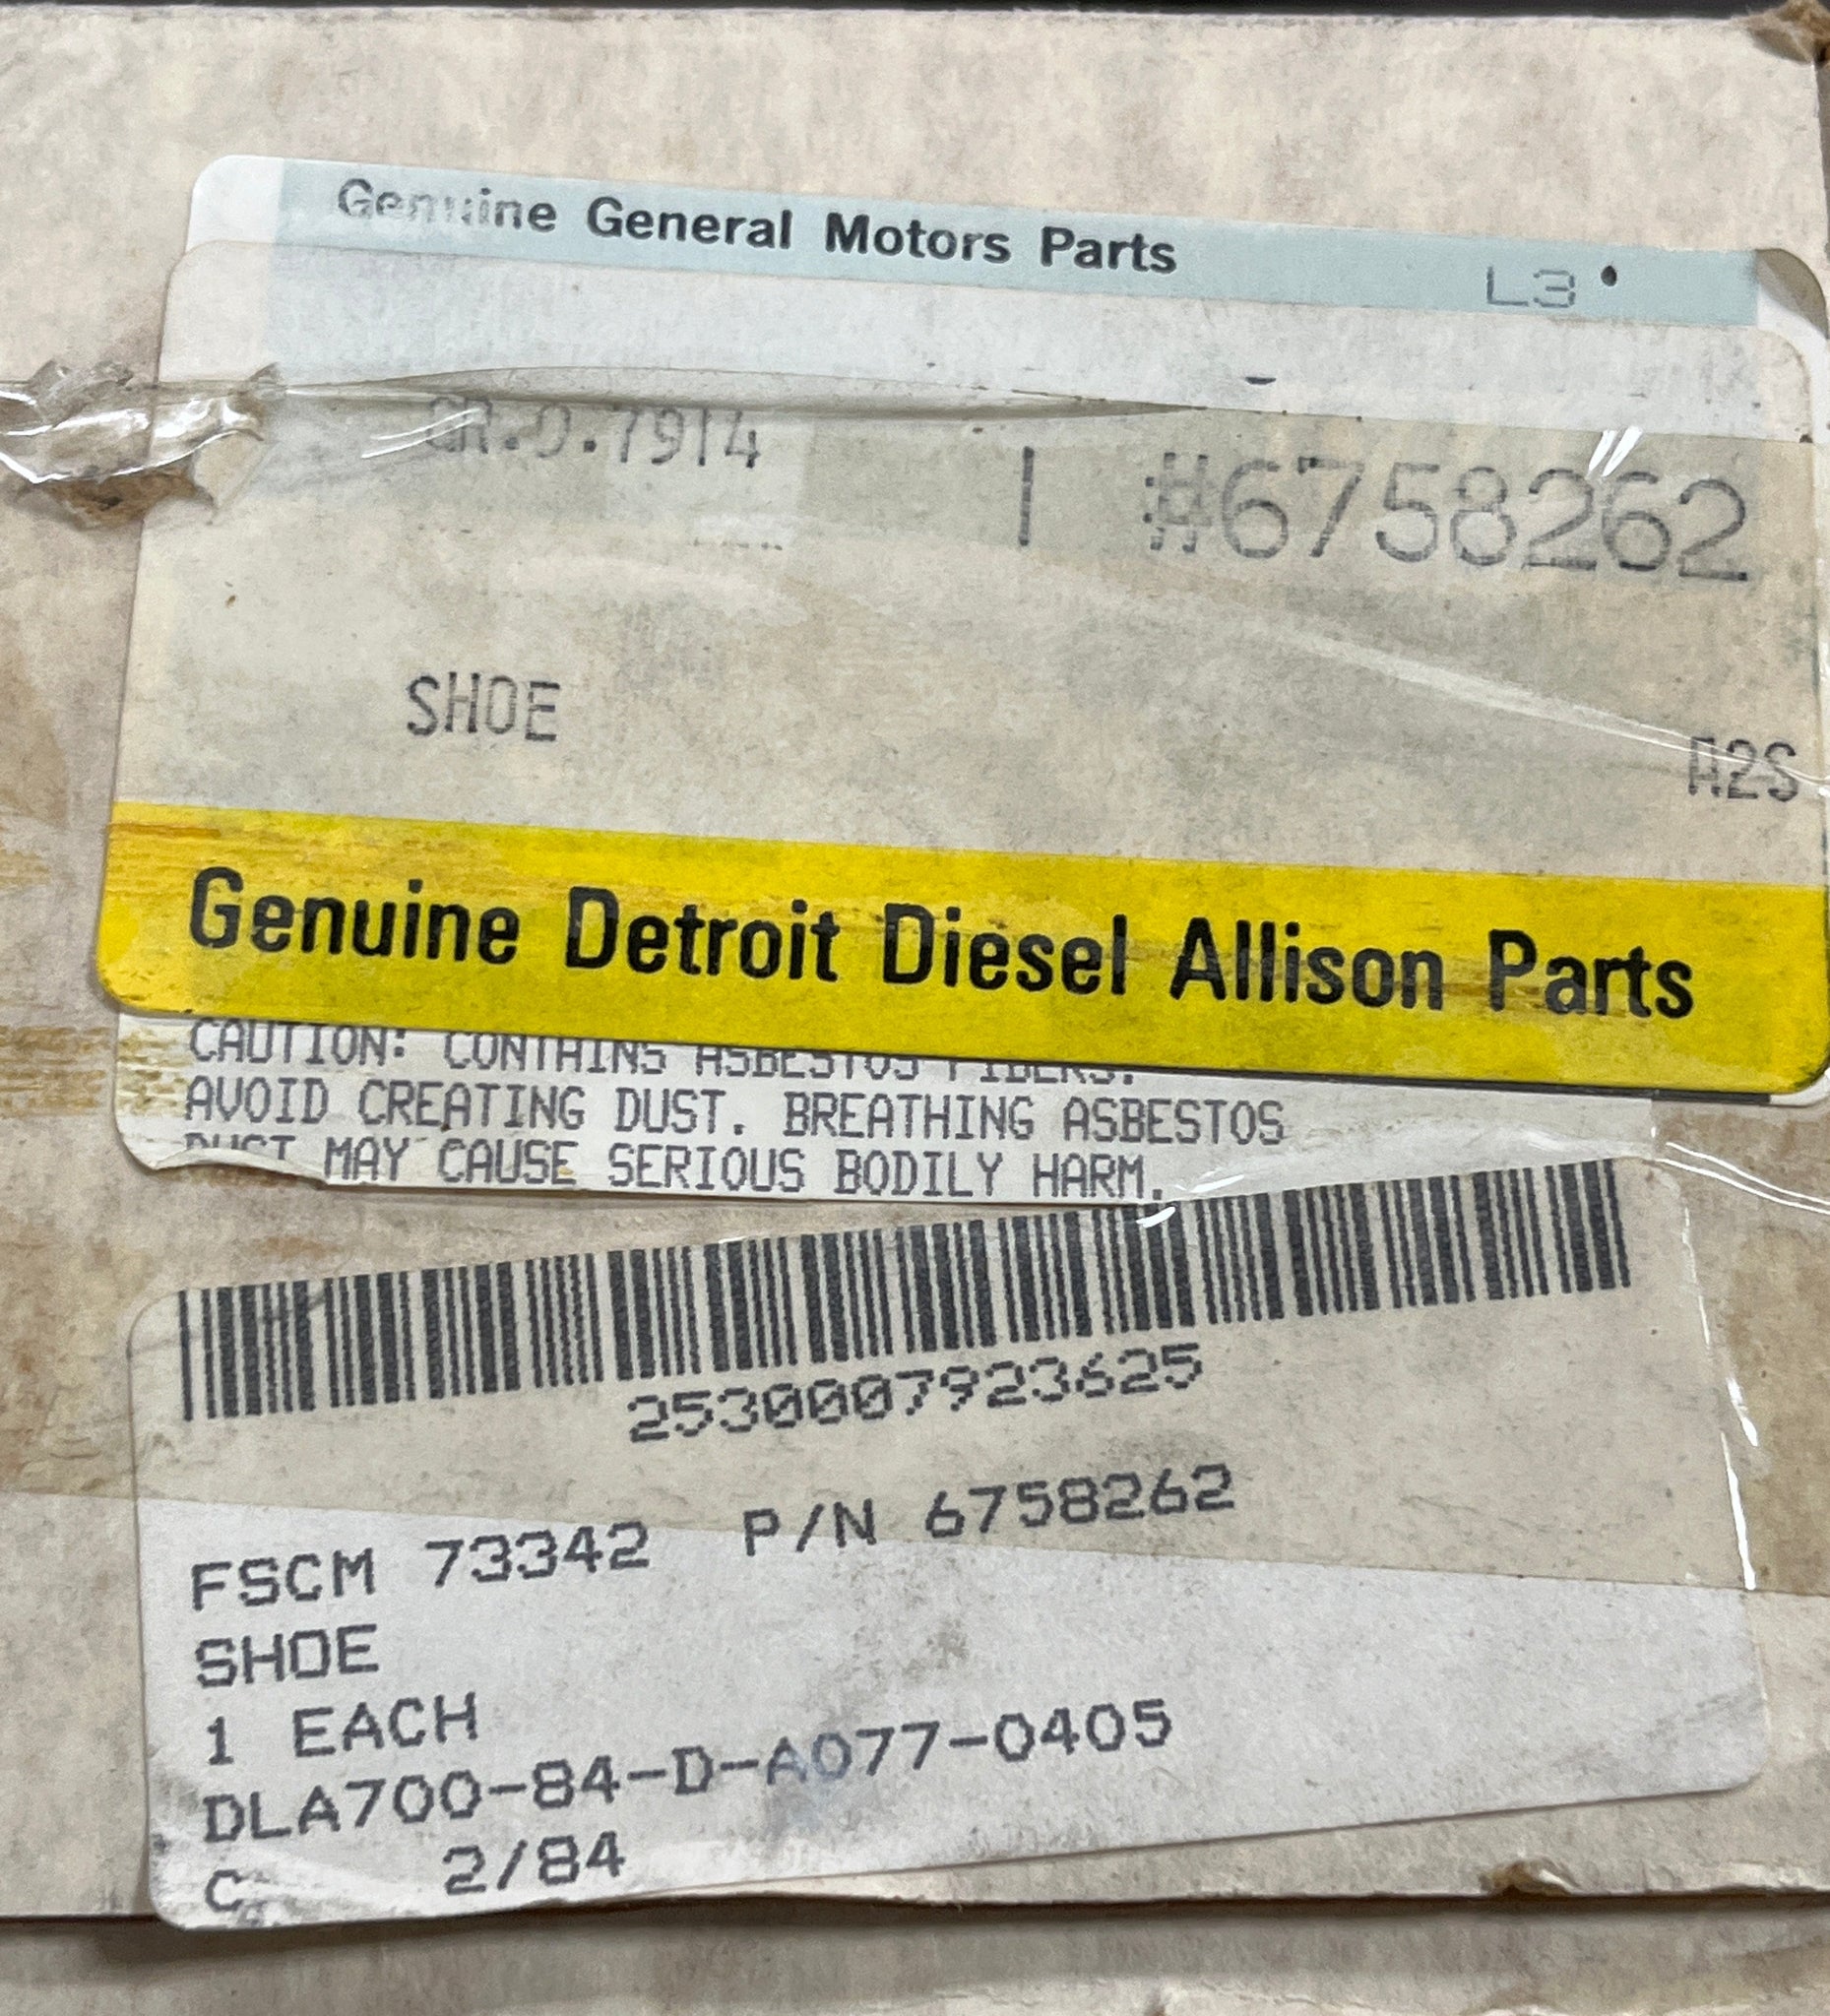 Genuine General Motors Parts
L3
GR.0.7914 1 #6758262
SHOE
A2S
Genuine Detroit Diesel Allison Parts
CAUTION: CONTAINS ASBESTOS FIBERS.
AVOID CREATING DUST. BREATHING ASBESTOS
DUST MAY CAUSE SERIOUS BODILY HARM.
2530007923625
FSCM 73342 P/N 6758262
SHOE
1 EACH
DLA700-84-D-A077-0405
C 2/84